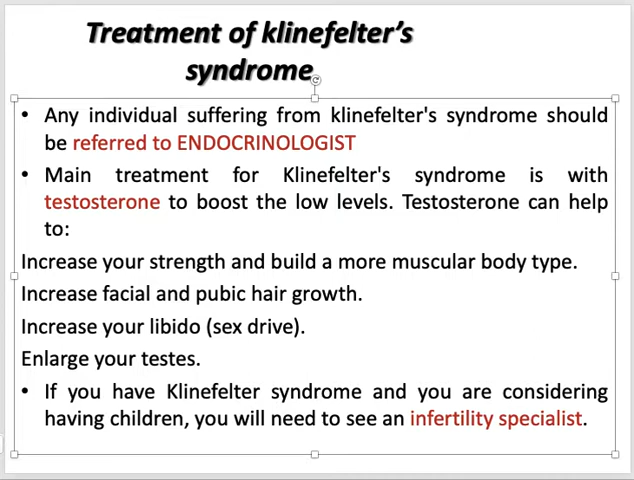 Treatment of klinefelter's
syndrome
• Any individual suffering from klinefelter's syndrome should
be referred to ENDOCRINOLOGIST
• Main treatment for Klinefelter's syndrome is with
testosterone to boost the low levels. Testosterone can help
to:
Increase your strength and build a more muscular body type.
Increase facial and pubic hair growth.
Increase your libido (sex drive).
Enlarge your testes.
• If you have Klinefelter syndrome and you are considering
having children, you will need to see an infertility specialist.